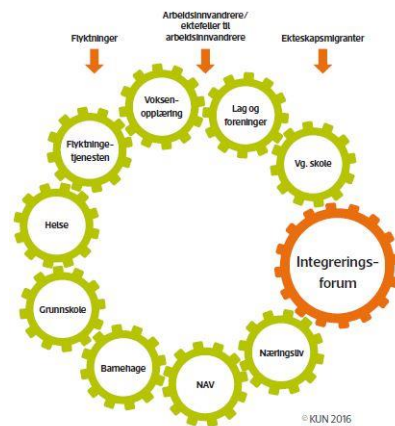 Flyktninger
Arbeidsinnvandrere/
ektefeller til
arbeidsinnvandrere
Ekteskapsmigranter
Voksen-
opplæring
Lag og
foreninger
Flyktninge-
tjenesten
Vg. skole
Helse
Integrerings-
forum
Grunnskole
Barnehage
NAV
Næringsliv
© KUN 2016